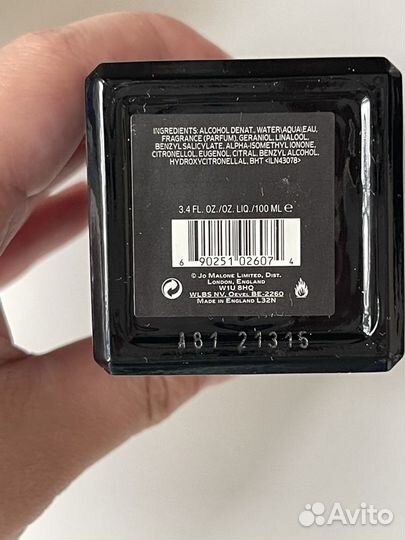 INGREDIENTS: ALCOHOL DENAT., WATER\AQUA\EAU,
FRAGRANCE (PARFUM), GERANIOL, LINALOOL,
BENZYL SALICYLATE, ALPHA-ISOMETHYL IONONE,
CITRONELLOL, EUGENOL, CITRAL, BENZYL ALCOHOL,
HYDROXYCITRONELLAL, BHT <ILN43078>
3.4 FL. OZ./OZ. LIQ./100 ML ℮
6 90251 02607 4
© JO MALONE LIMITED, DIST.
LONDON, ENGLAND
W1U 8HQ
WLBS NV, OEVEL BE-2260
MADE IN ENGLAND L32N
A81 21315
Avito